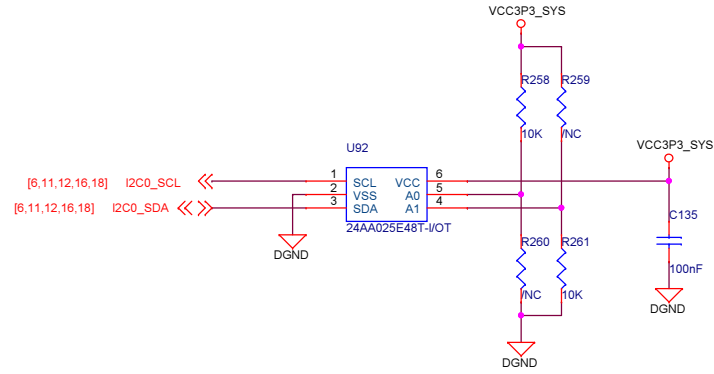 VCC3P3_SYS
R258
R259
10K
/NC
VCC3P3_SYS
U92
[6,11,12,16,18] I2C0_SCL
1
SCL
VCC
6
2
VSS
A0
5
[6,11,12,16,18] I2C0_SDA
3
SDA
A1
4
24AA025E48T-I/OT
C135
DGND
R260
R261
100nF
/NC
10K
DGND
DGND